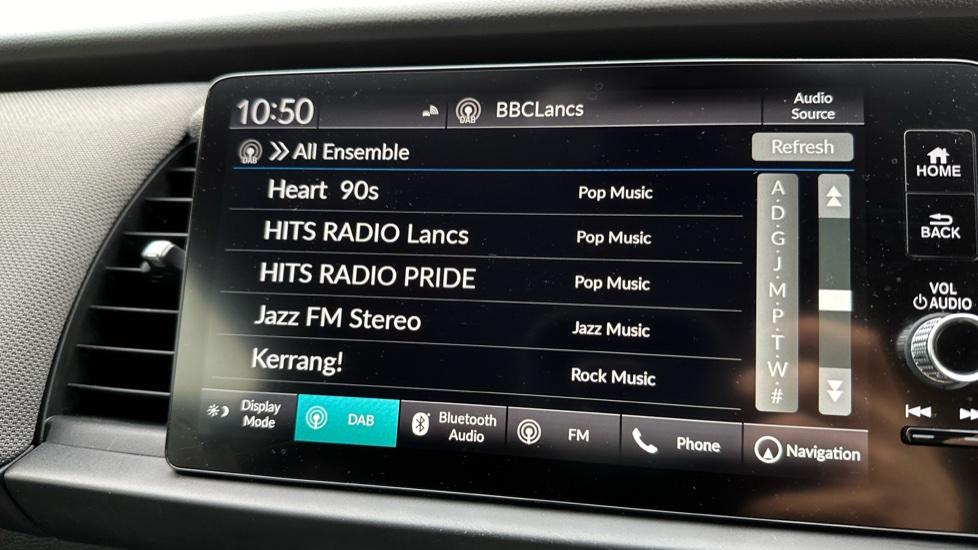 10:50
DAB
BBCLancs
Audio
Source
DAB
All Ensemble
Refresh
Heart 90s
Pop Music
HITS RADIO Lancs
Pop Music
HITS RADIO PRIDE
Pop Music
Jazz FM Stereo
Jazz Music
Kerrang!
Rock Music
A
D
G
J
M
P
T
W
#
Display
Mode
DAB
Bluetooth
Audio
FM
Phone
Navigation
HOME
BACK
VOL
AUDIO